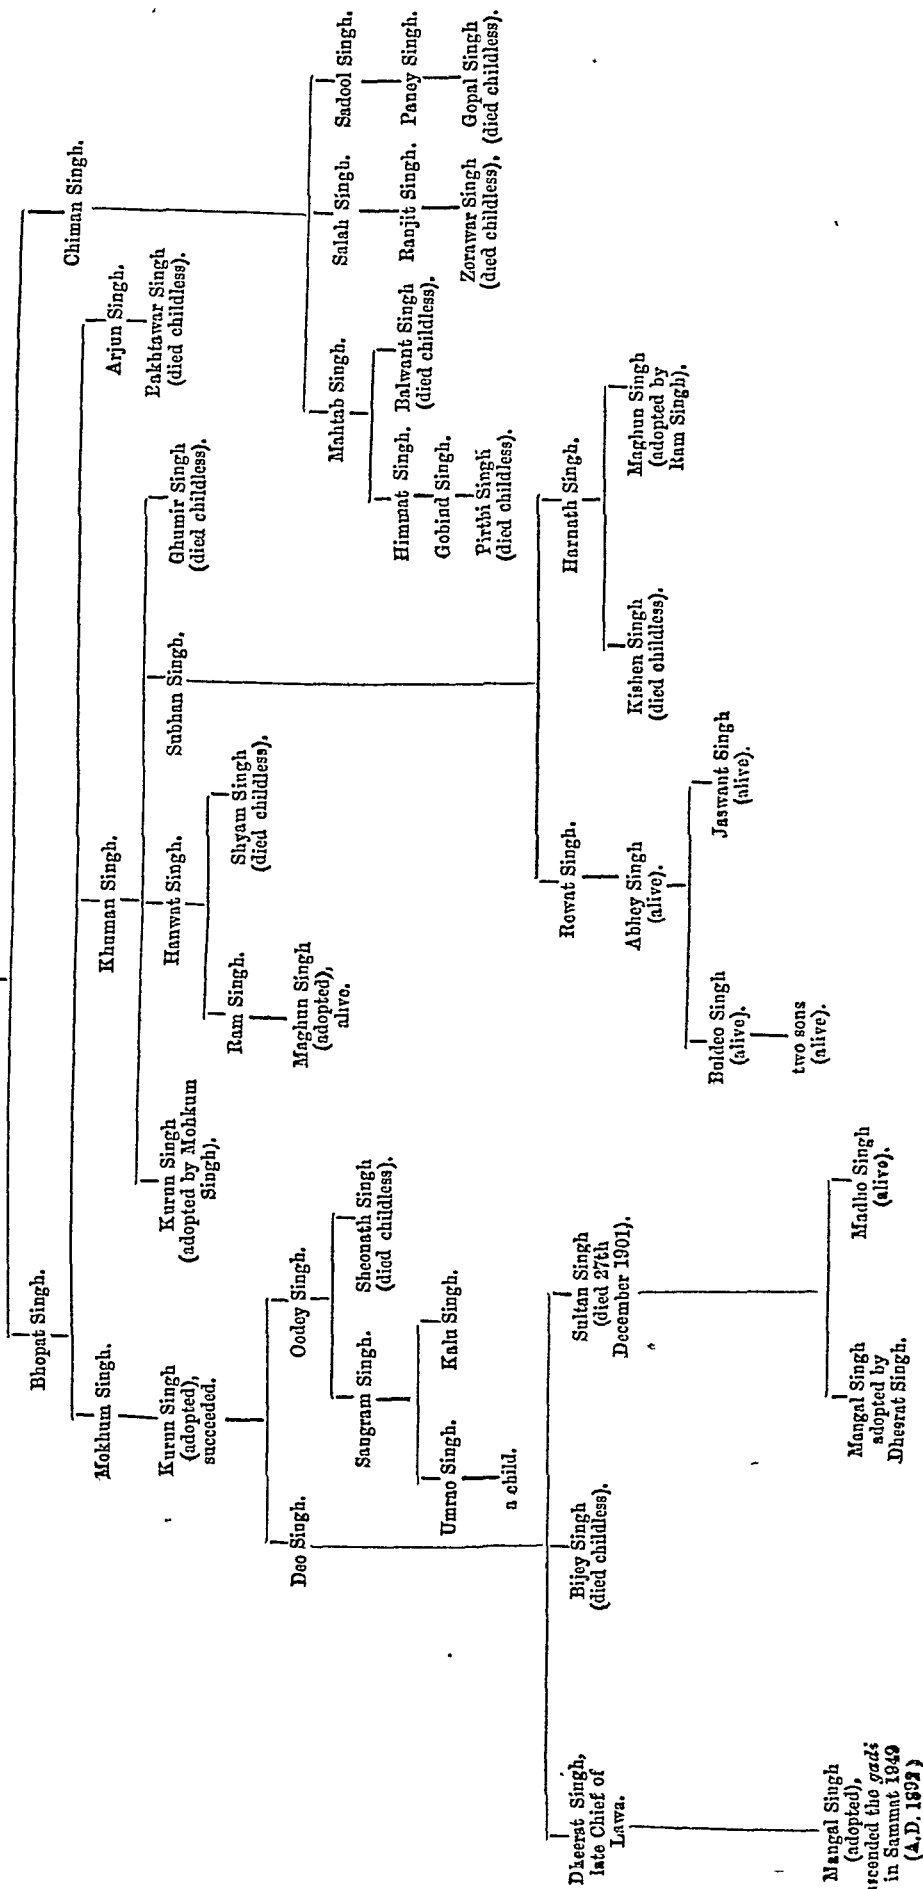 Bhopat Singh.
Chiman Singh.
Mokhum Singh.
Khuman Singh.
Arjun Singh.
Kurun Singh
(adopted),
succeeded.
Kurun Singh
(adopted by Mohkum
Singh).
Hanwat Singh.
Subhan Singh.
Ghumir Singh
(died childless).
Pakhtawar Singh
(died childless).
Ram Singh.
Shyam Singh
(died childless).
Maghun Singh
(adopted),
alive.
Deo Singh.
Oodey Singh.
Mahtab Singh.
Salah Singh.
Sadool Singh.
Sangram Singh.
Sheonath Singh
(died childless).
Himmat Singh.
Balwant Singh
(died childless).
Ranjit Singh.
Paney Singh.
Umrao Singh.
Kalu Singh.
Gobind Singh.
Zorawar Singh
(died childless).
Gopal Singh
(died childless).
a child.
Pirthi Singh
(died childless).
Dheerat Singh,
late Chief of
Lawa.
Bijey Singh
(died childless).
Sultan Singh
(died 27th
December 1901).
Rewat Singh.
Harnath Singh.
Abhey Singh
(alive).
Kishen Singh
(died childless).
Maghun Singh
(adopted by
Ram Singh).
Buldeo Singh
(alive).
Jaswant Singh
(alive).
two sons
(alive).
Mangal Singh
(adopted),
ascended the gadi
in Sammat 1949
(A.D. 1892)
Mangal Singh
adopted by
Dheerat Singh.
Madho Singh
(alive).